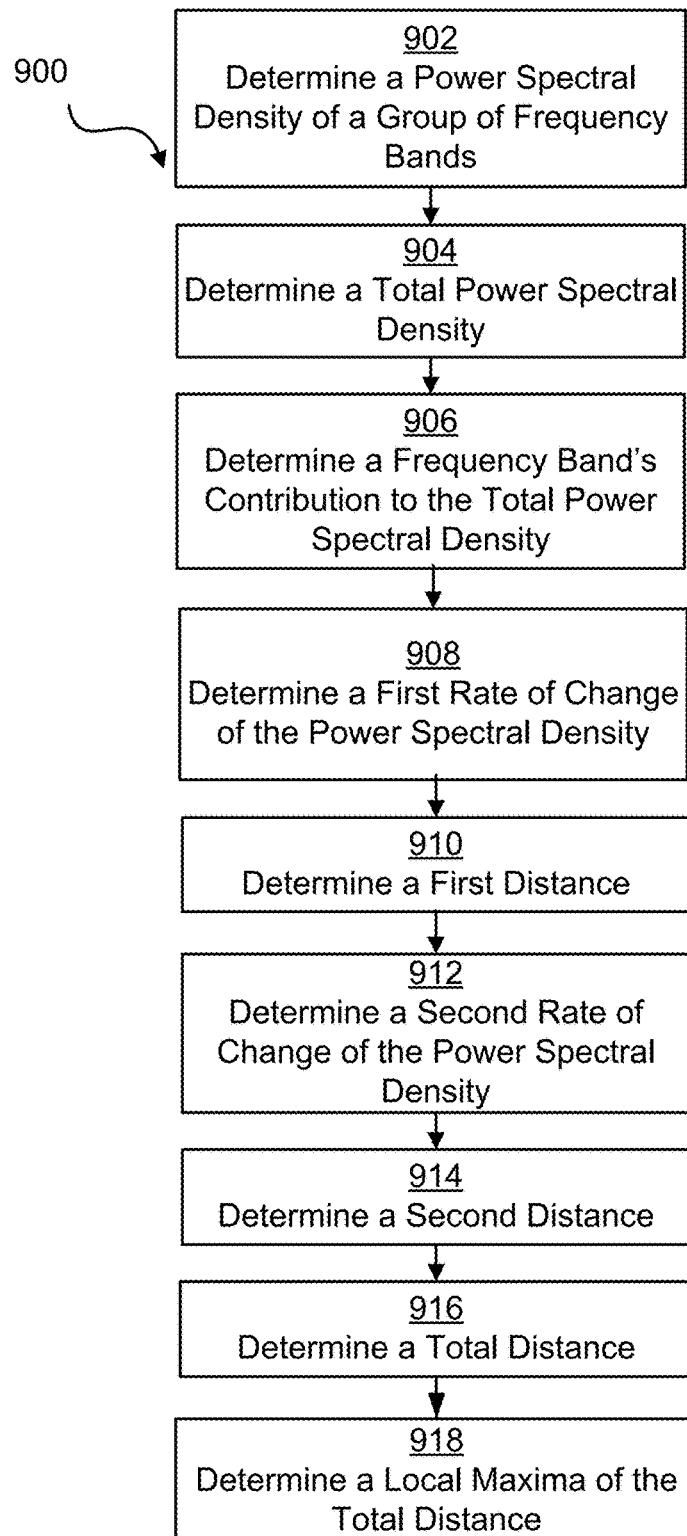 900
902
Determine a Power Spectral
Density of a Group of Frequency
Bands
904
Determine a Total Power Spectral
Density
906
Determine a Frequency Band's
Contribution to the Total Power
Spectral Density
908
Determine a First Rate of Change
of the Power Spectral Density
910
Determine a First Distance
912
Determine a Second Rate of
Change of the Power Spectral
Density
914
Determine a Second Distance
916
Determine a Total Distance
918
Determine a Local Maxima of the
Total Distance